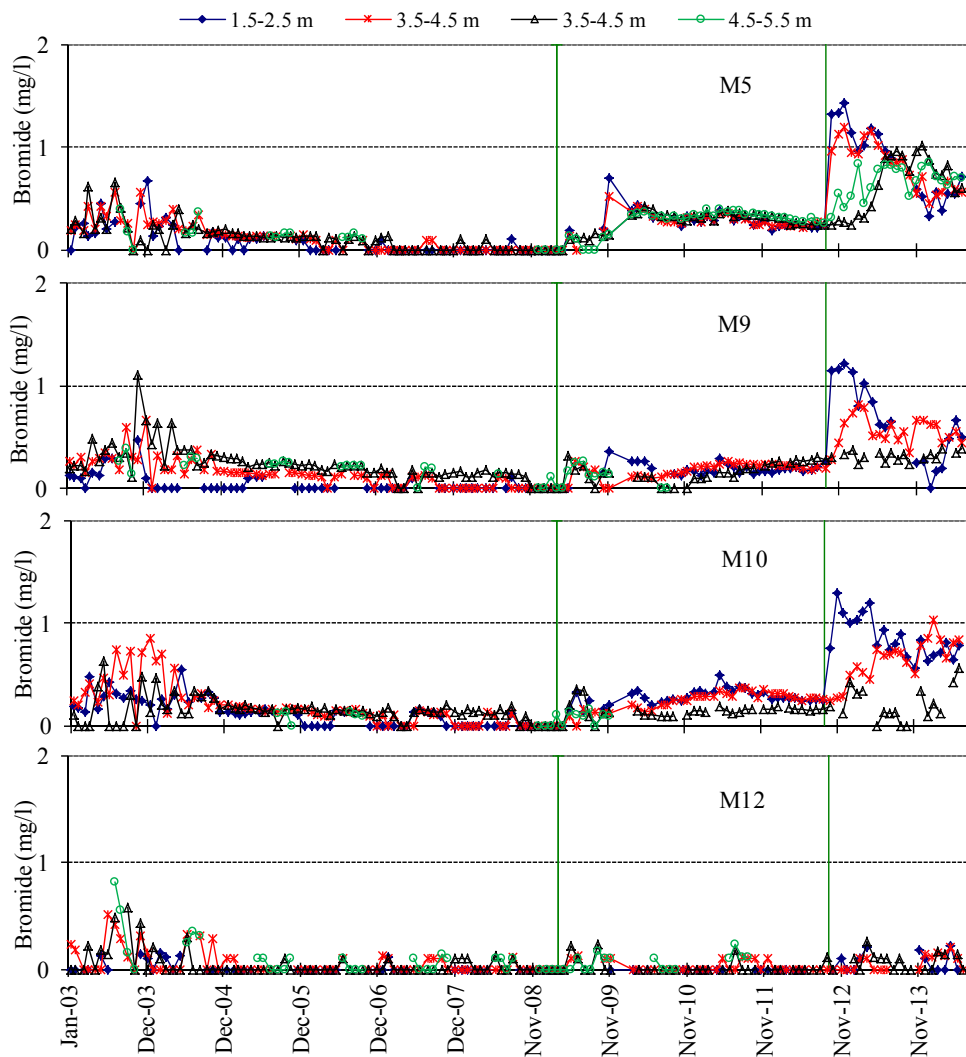 1.5-2.5 m 3.5-4.5 m 3.5-4.5 m 4.5-5.5 m
Bromide (mg/l)
2
1
0
M5
Bromide (mg/l)
2
1
0
M9
Bromide (mg/l)
2
1
0
M10
Bromide (mg/l)
2
1
0
M12
Jan-03 Dec-03 Dec-04 Dec-05 Dec-06 Dec-07 Nov-08 Nov-09 Nov-10 Nov-11 Nov-12 Nov-13